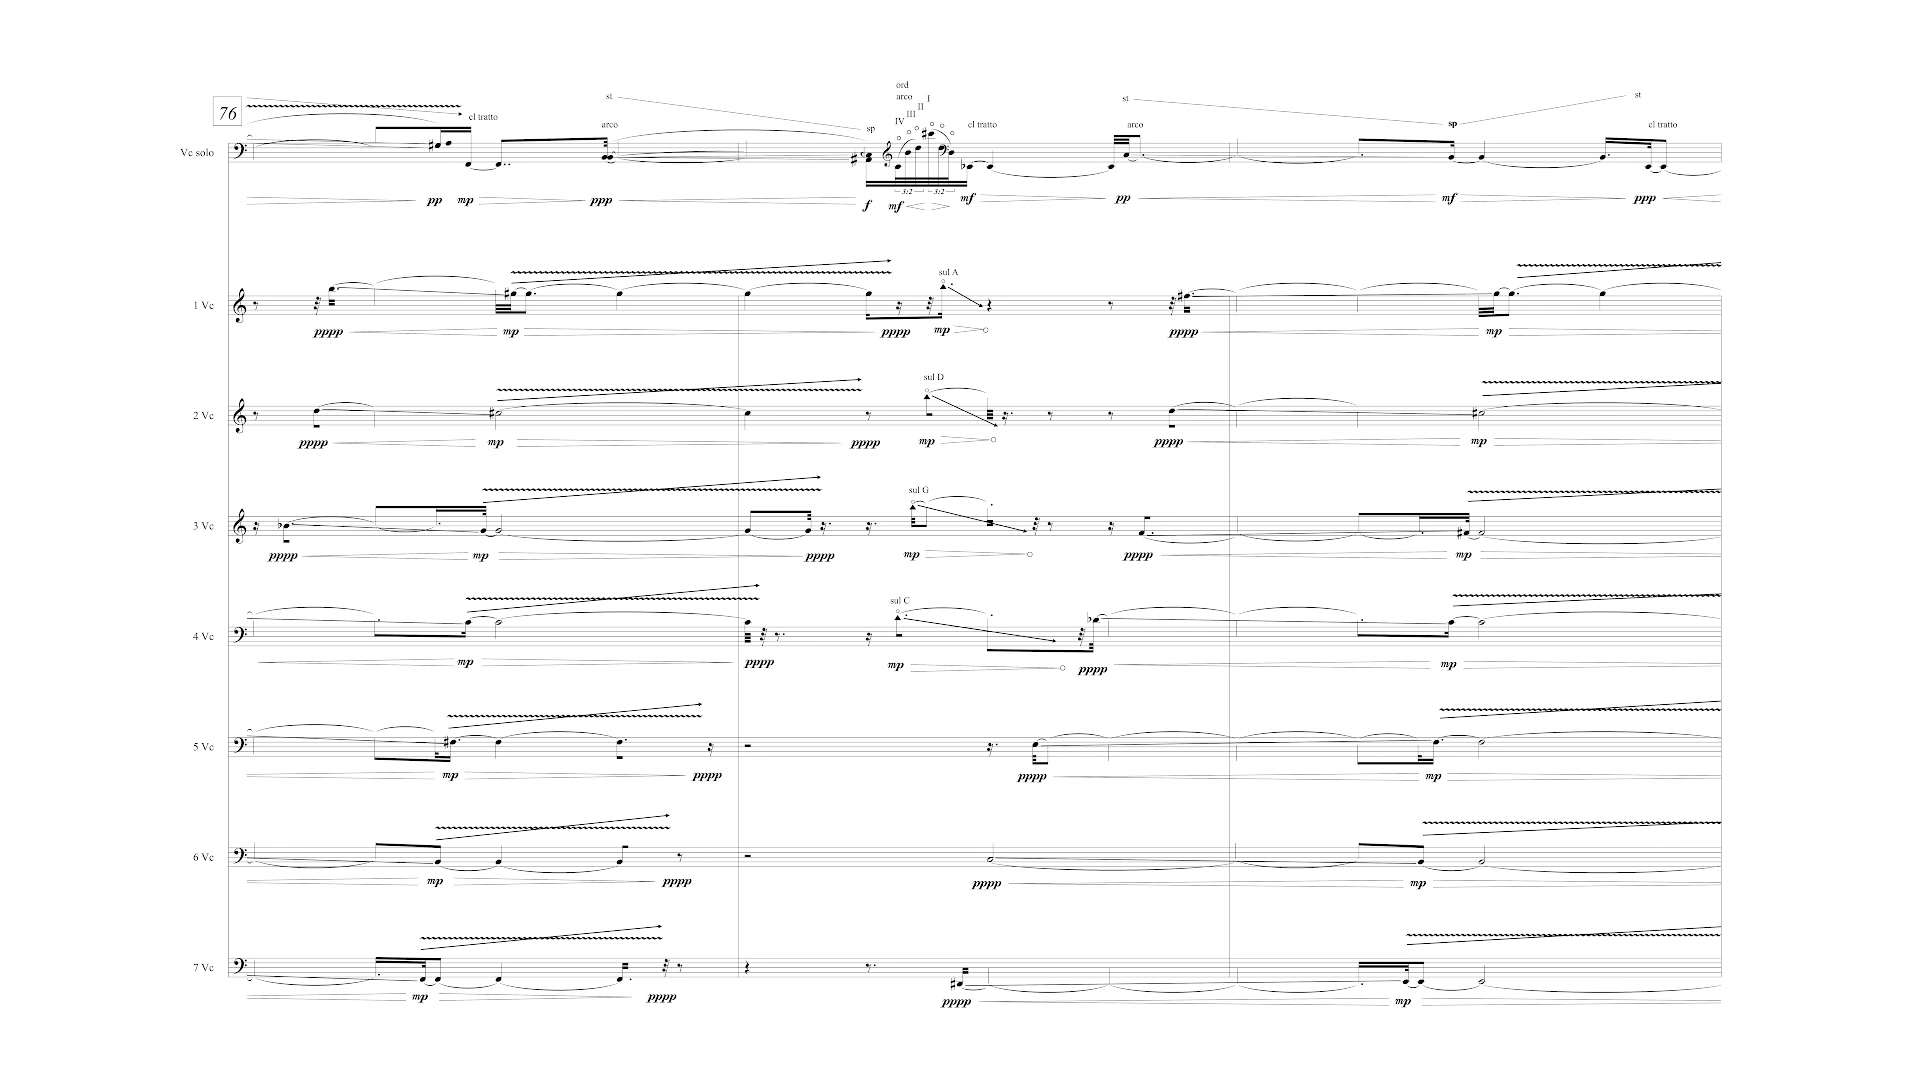 76
Vc solo
cl tratto
st
arco
sp
ord
arco
IV
III
II
I
cl tratto
st
arco
sp
st
cl tratto
pp mp ppp f mf mf pp mf ppp
3:2 3:2
1 Vc
sul A
pppp mp pppp mp pppp mp
2 Vc
sul D
pppp mp pppp mp pppp mp
3 Vc
sul G
pppp mp pppp mp pppp mp
4 Vc
sul C
mp pppp mp pppp mp
5 Vc
mp pppp pppp mp
6 Vc
mp pppp pppp mp
7 Vc
mp pppp pppp mp